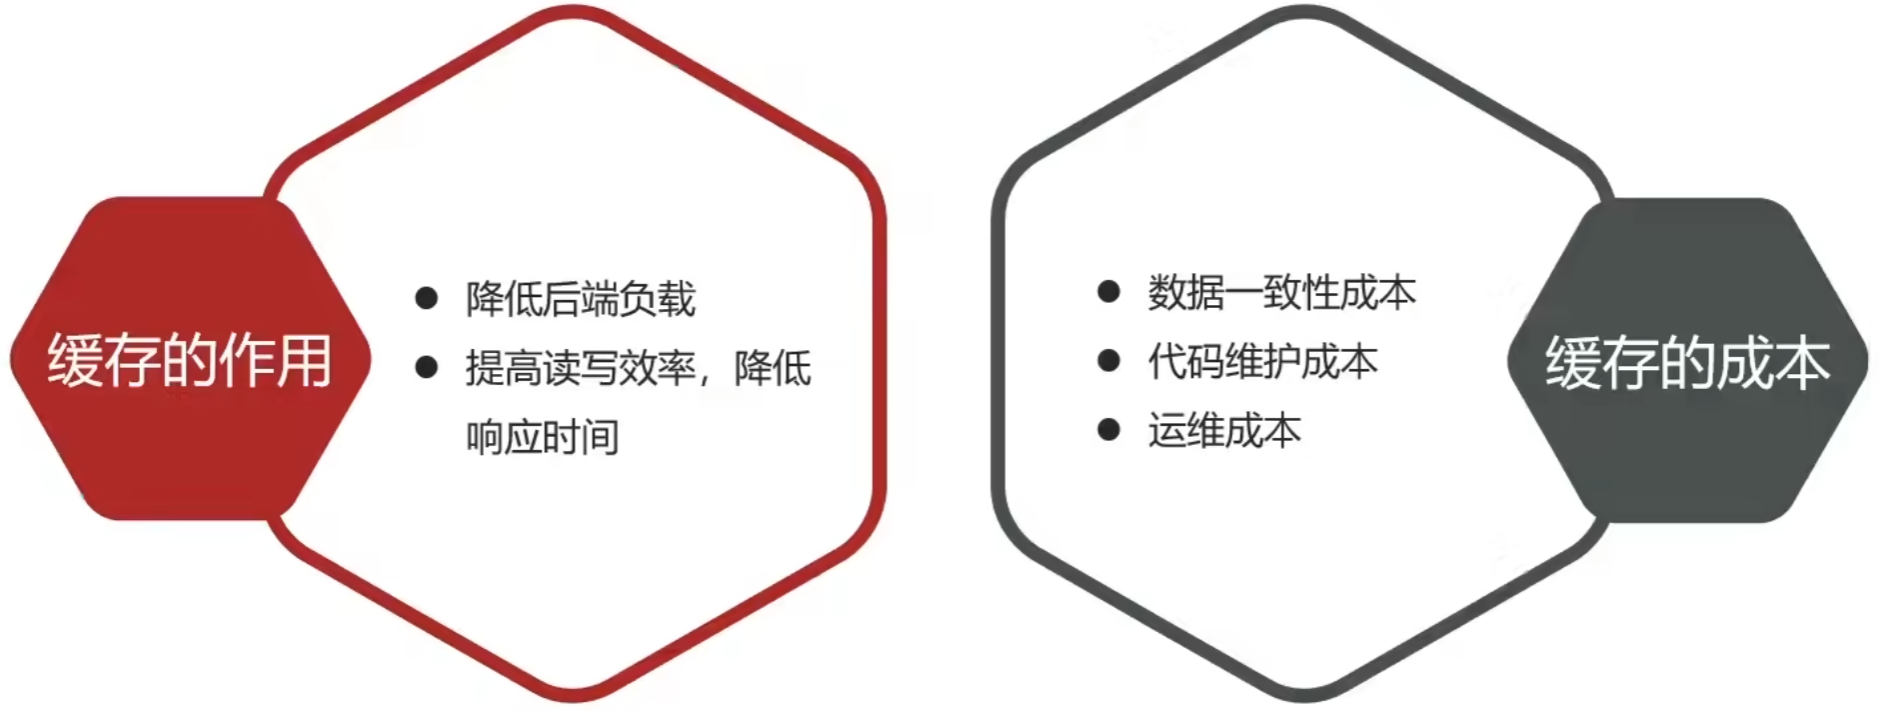 缓存的作用
● 降低后端负载
● 提高读写效率，降低
响应时间
● 数据一致性成本
● 代码维护成本
● 运维成本
缓存的成本